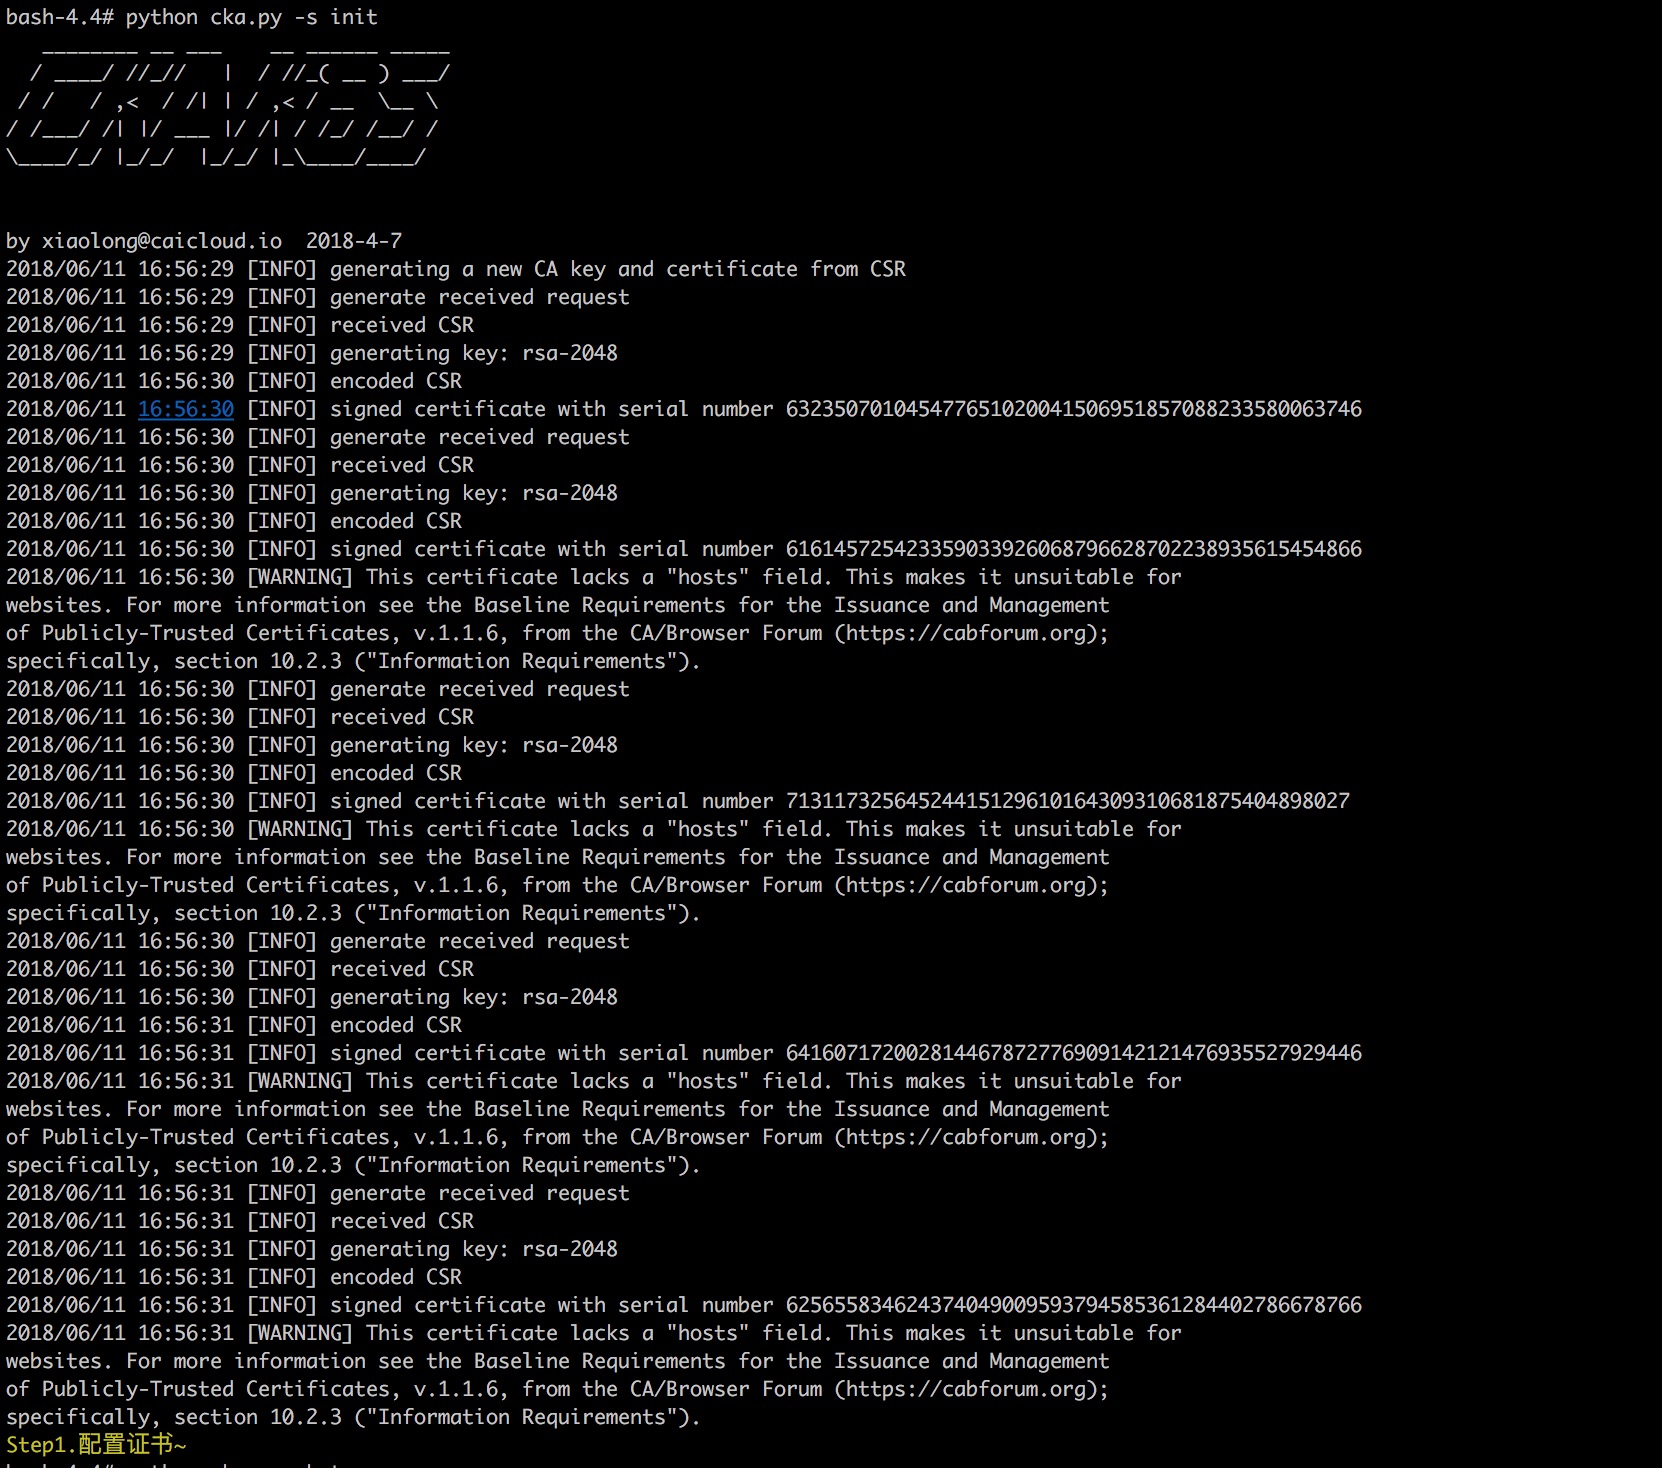 bash-4.4# python cka.py -s init
   ________ __ ___    __ ______ _____
  / ____/ //_//   |  / //_( __ ) ___/
 / /   / ,<  / /| | / ,< / __  \__ \
/ /___/ /| |/ ___ |/ /| / /_/ /__/ /
\____/_/ |_/_/  |_/_/ |_\____/____/
by xiaolong@caicloud.io  2018-4-7
2018/06/11 16:56:29 [INFO] generating a new CA key and certificate from CSR
2018/06/11 16:56:29 [INFO] generate received request
2018/06/11 16:56:29 [INFO] received CSR
2018/06/11 16:56:29 [INFO] generating key: rsa-2048
2018/06/11 16:56:30 [INFO] encoded CSR
2018/06/11 16:56:30 [INFO] signed certificate with serial number 632350701045477651020041506951857088233580063746
2018/06/11 16:56:30 [INFO] generate received request
2018/06/11 16:56:30 [INFO] received CSR
2018/06/11 16:56:30 [INFO] generating key: rsa-2048
2018/06/11 16:56:30 [INFO] encoded CSR
2018/06/11 16:56:30 [INFO] signed certificate with serial number 616145725423359033926068796628702238935615454866
2018/06/11 16:56:30 [WARNING] This certificate lacks a "hosts" field. This makes it unsuitable for
websites. For more information see the Baseline Requirements for the Issuance and Management
of Publicly-Trusted Certificates, v.1.1.6, from the CA/Browser Forum (https://cabforum.org);
specifically, section 10.2.3 ("Information Requirements").
2018/06/11 16:56:30 [INFO] generate received request
2018/06/11 16:56:30 [INFO] received CSR
2018/06/11 16:56:30 [INFO] generating key: rsa-2048
2018/06/11 16:56:30 [INFO] encoded CSR
2018/06/11 16:56:30 [INFO] signed certificate with serial number 71311732564524415129610164309310681875404898027
2018/06/11 16:56:30 [WARNING] This certificate lacks a "hosts" field. This makes it unsuitable for
websites. For more information see the Baseline Requirements for the Issuance and Management
of Publicly-Trusted Certificates, v.1.1.6, from the CA/Browser Forum (https://cabforum.org);
specifically, section 10.2.3 ("Information Requirements").
2018/06/11 16:56:30 [INFO] generate received request
2018/06/11 16:56:30 [INFO] received CSR
2018/06/11 16:56:30 [INFO] generating key: rsa-2048
2018/06/11 16:56:31 [INFO] encoded CSR
2018/06/11 16:56:31 [INFO] signed certificate with serial number 641607172002814467872776909142121476935527929446
2018/06/11 16:56:31 [WARNING] This certificate lacks a "hosts" field. This makes it unsuitable for
websites. For more information see the Baseline Requirements for the Issuance and Management
of Publicly-Trusted Certificates, v.1.1.6, from the CA/Browser Forum (https://cabforum.org);
specifically, section 10.2.3 ("Information Requirements").
2018/06/11 16:56:31 [INFO] generate received request
2018/06/11 16:56:31 [INFO] received CSR
2018/06/11 16:56:31 [INFO] generating key: rsa-2048
2018/06/11 16:56:31 [INFO] encoded CSR
2018/06/11 16:56:31 [INFO] signed certificate with serial number 625655834624374049009593794585361284402786678766
2018/06/11 16:56:31 [WARNING] This certificate lacks a "hosts" field. This makes it unsuitable for
websites. For more information see the Baseline Requirements for the Issuance and Management
of Publicly-Trusted Certificates, v.1.1.6, from the CA/Browser Forum (https://cabforum.org);
specifically, section 10.2.3 ("Information Requirements").
Step1.配置证书~